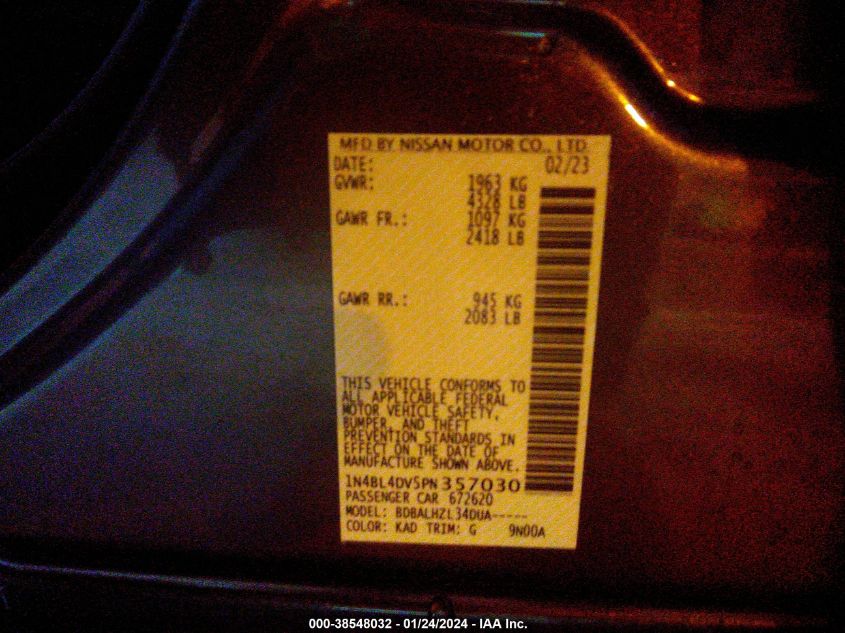 MFD BY NISSAN MOTOR CO., LTD.
DATE: 02/23
GVWR: 1963 KG
4328 LB
GAWR FR.: 1097 KG
2418 LB
GAWR RR.: 945 KG
2083 LB
THIS VEHICLE CONFORMS TO
ALL APPLICABLE FEDERAL
MOTOR VEHICLE SAFETY,
BUMPER, AND THEFT
PREVENTION STANDARDS IN
EFFECT ON THE DATE OF
MANUFACTURE SHOWN ABOVE.
1N4BL4DV5PN357030
PASSENGER CAR 672620
MODEL: BDBALHZL34DUA-----
COLOR: KAD TRIM: G 9N00A
000-38548032 - 01/24/2024 - IAA Inc.